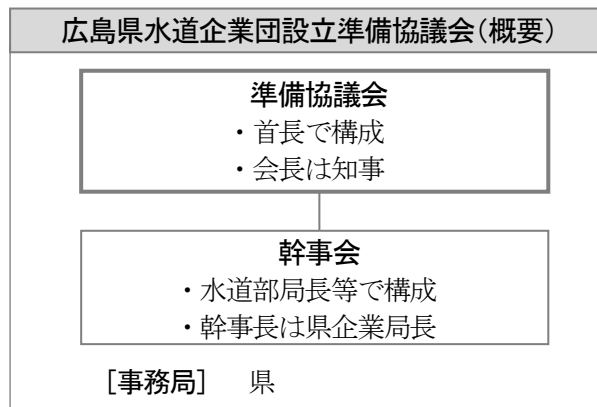 広島県水道企業団設立準備協議会（概要）
準備協議会
・首長で構成
・会長は知事
幹事会
・水道部局長等で構成
・幹事長は県企業局長
［事務局］　県